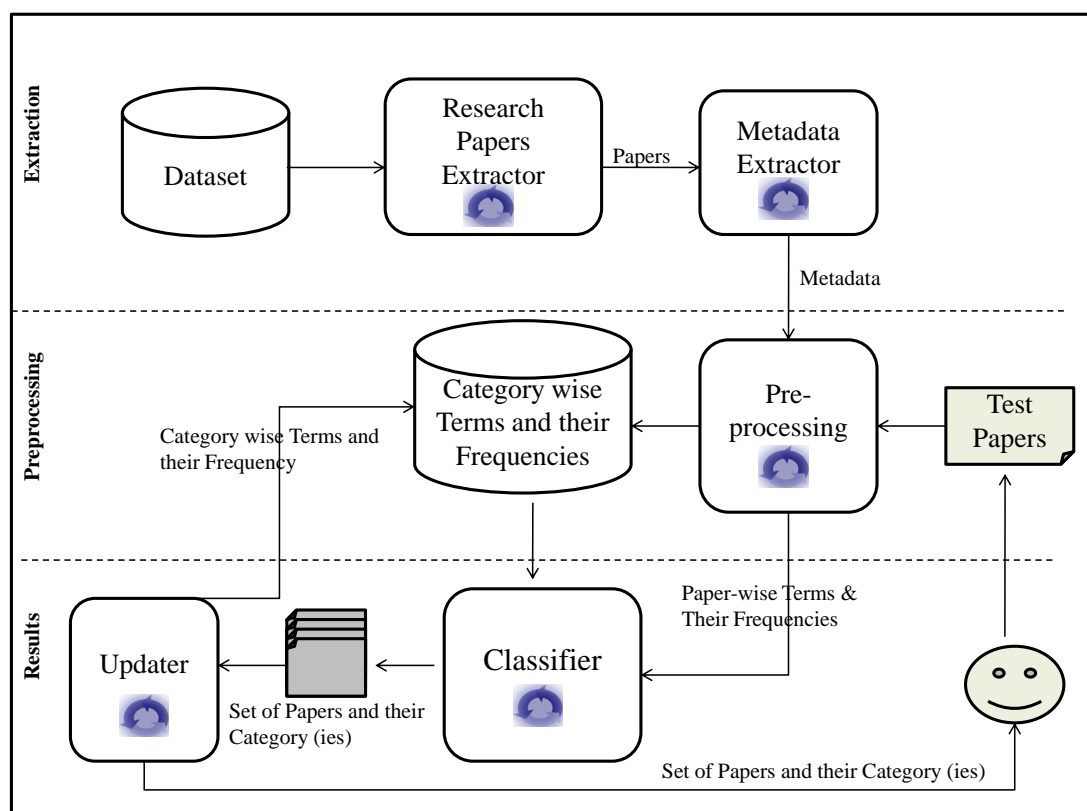 Extraction
Dataset
Research
Papers
Extractor
Papers
Metadada
Extractor
Metadada
Preprocessing
Category wise
Terms and their
Frequencies
Pre-
processing
Test
Papers
Category wise Terms and
their Frequency
Results
Paper-wise Terms &
Their Frequencies
Updater
Classifier
Set of Papers and their
Category (ies)
Set of Papers and their Category (ies)